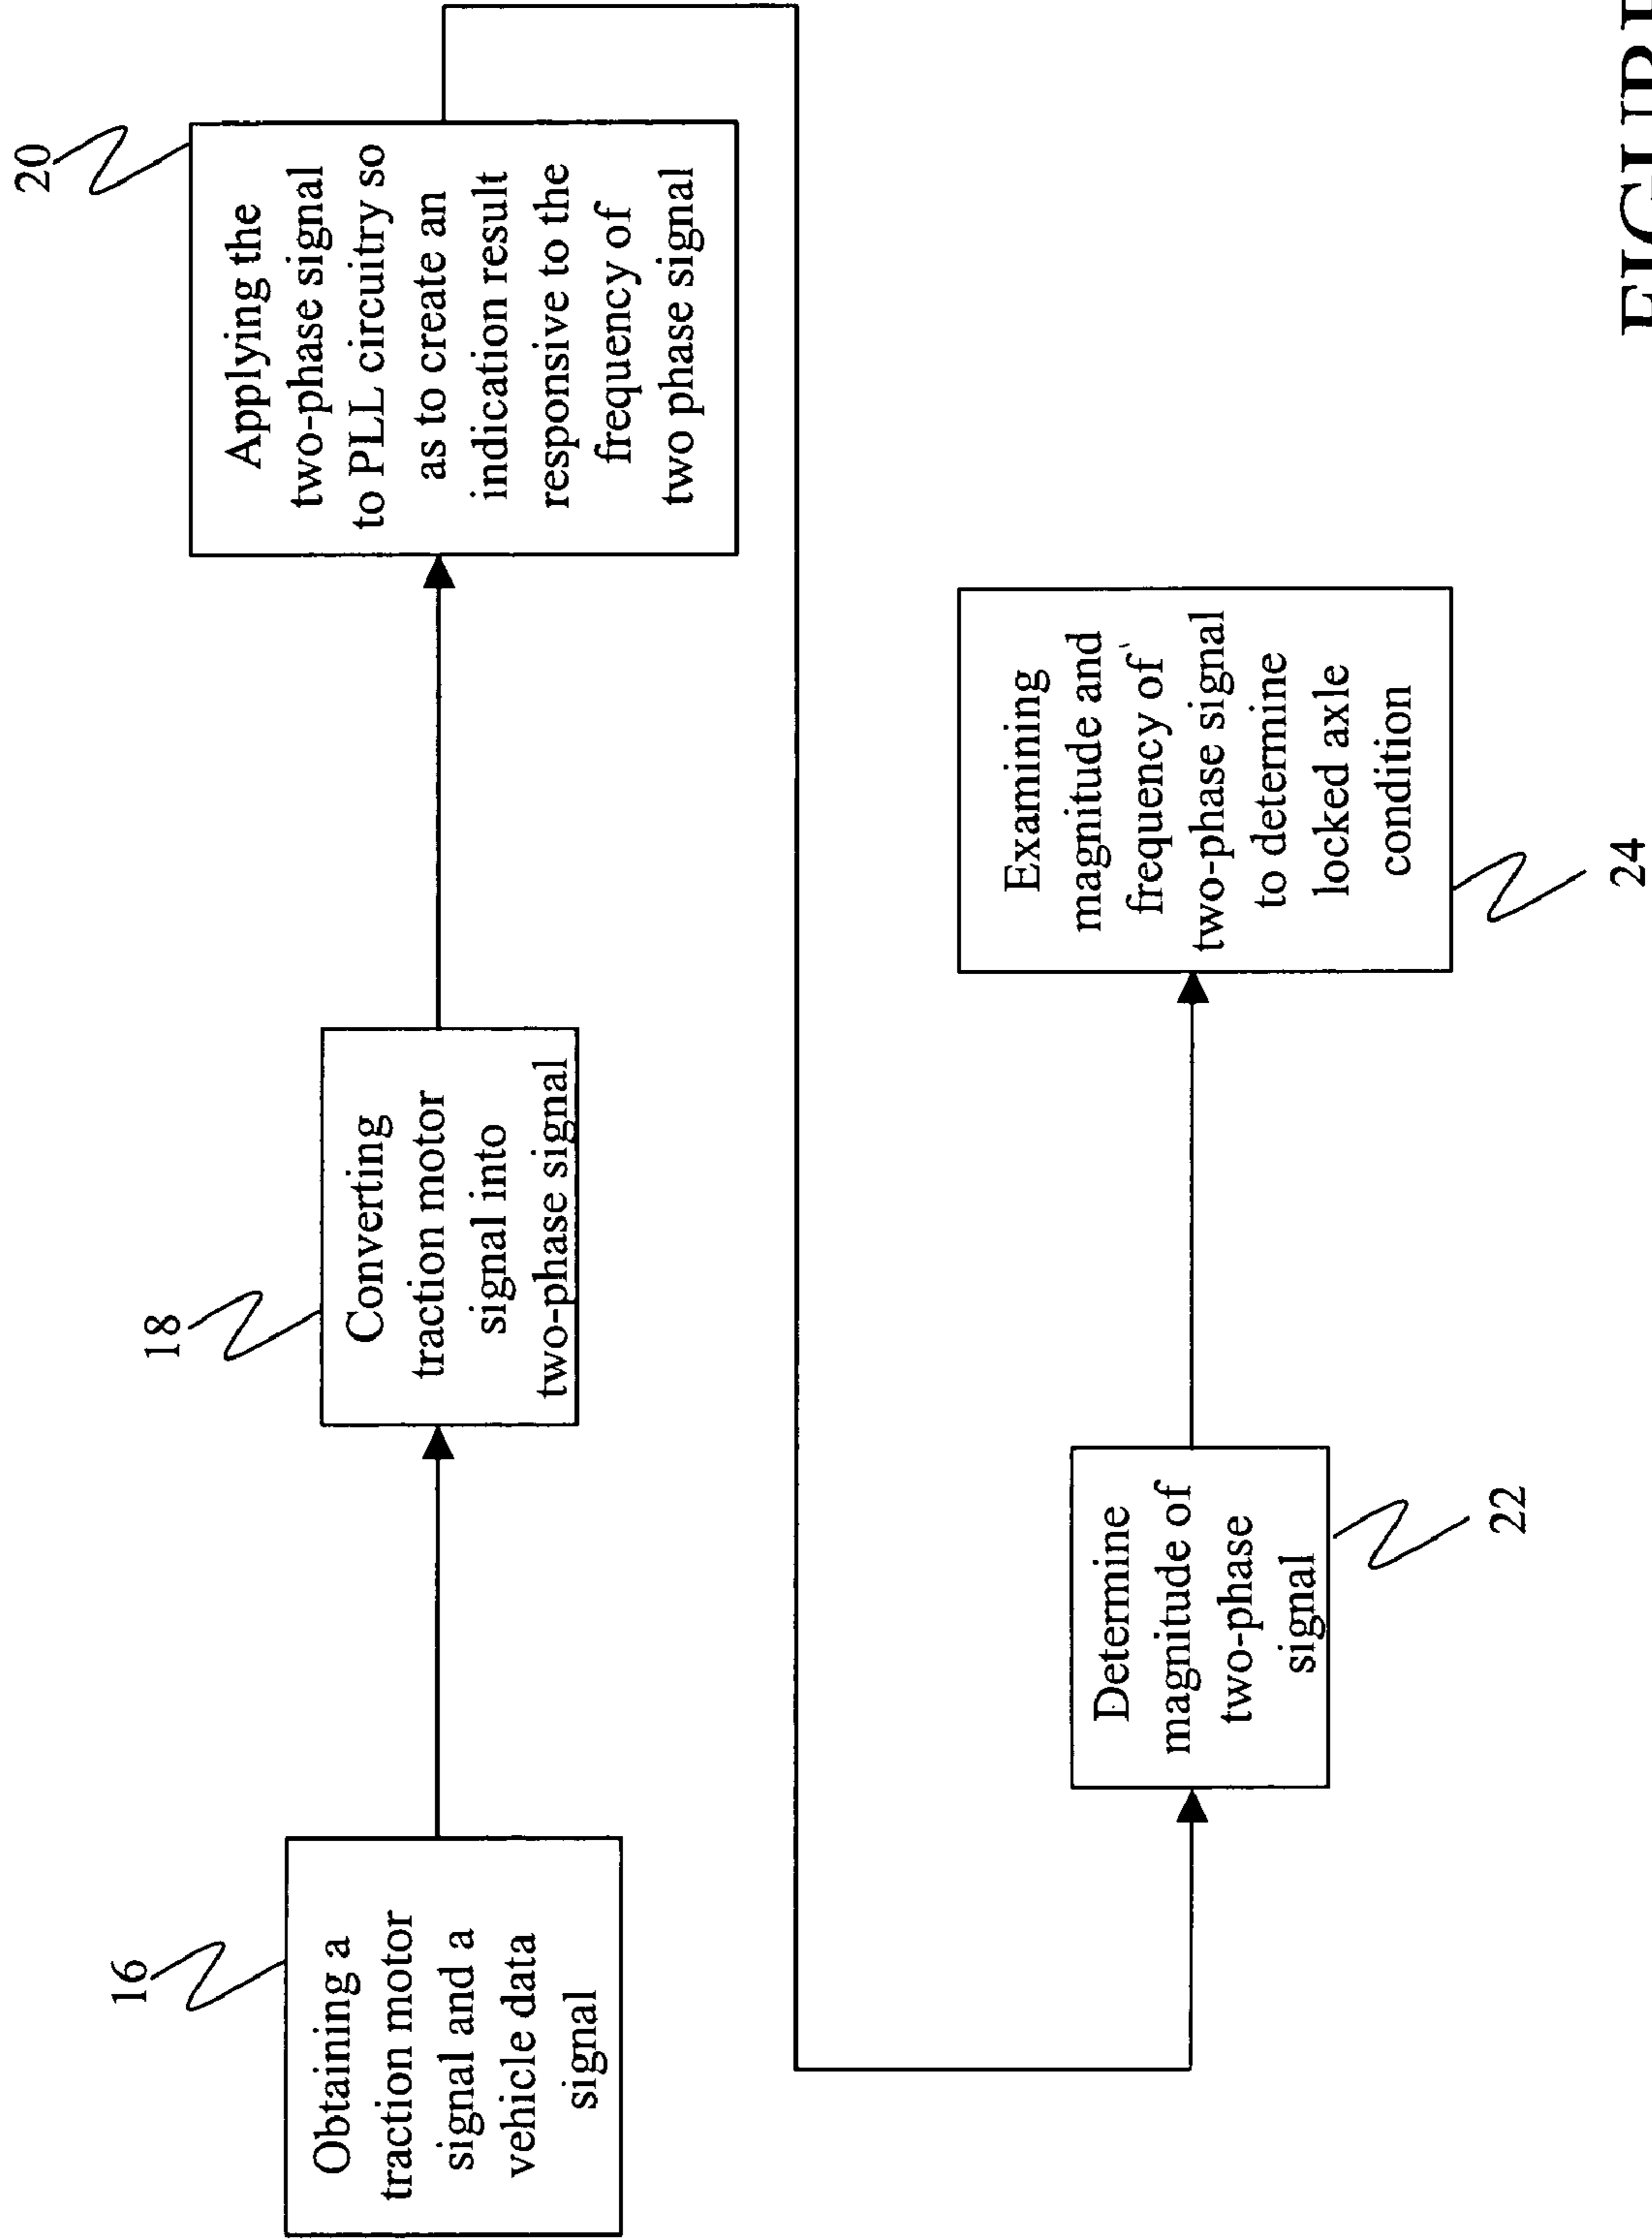 16
Obtaining a
traction motor
signal and a
vehicle data
signal
18
Converting
traction motor
signal into
two-phase signal
20
Applying the
two-phase signal
to PLL circuitry so
as to create an
indication result
responsive to the
frequency of
two phase signal
Determine
magnitude of
two-phase
signal
22
Examining
magnitude and
frequency of
two-phase signal
to determine
locked axle
condition
24